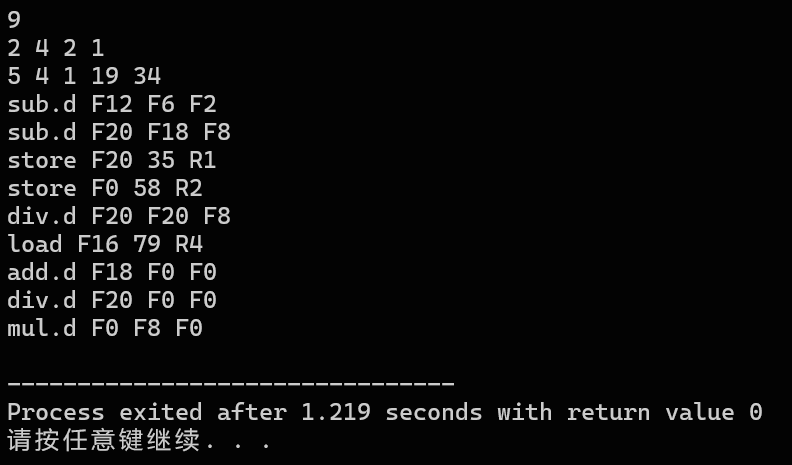 9
2 4 2 1
5 4 1 19 34
sub.d F12 F6 F2
sub.d F20 F18 F8
store F20 35 R1
store F0 58 R2
div.d F20 F20 F8
load F16 79 R4
add.d F18 F0 F0
div.d F20 F0 F0
mul.d F0 F8 F0
--------------------------------
Process exited after 1.219 seconds with return value 0
请按任意键继续. . .